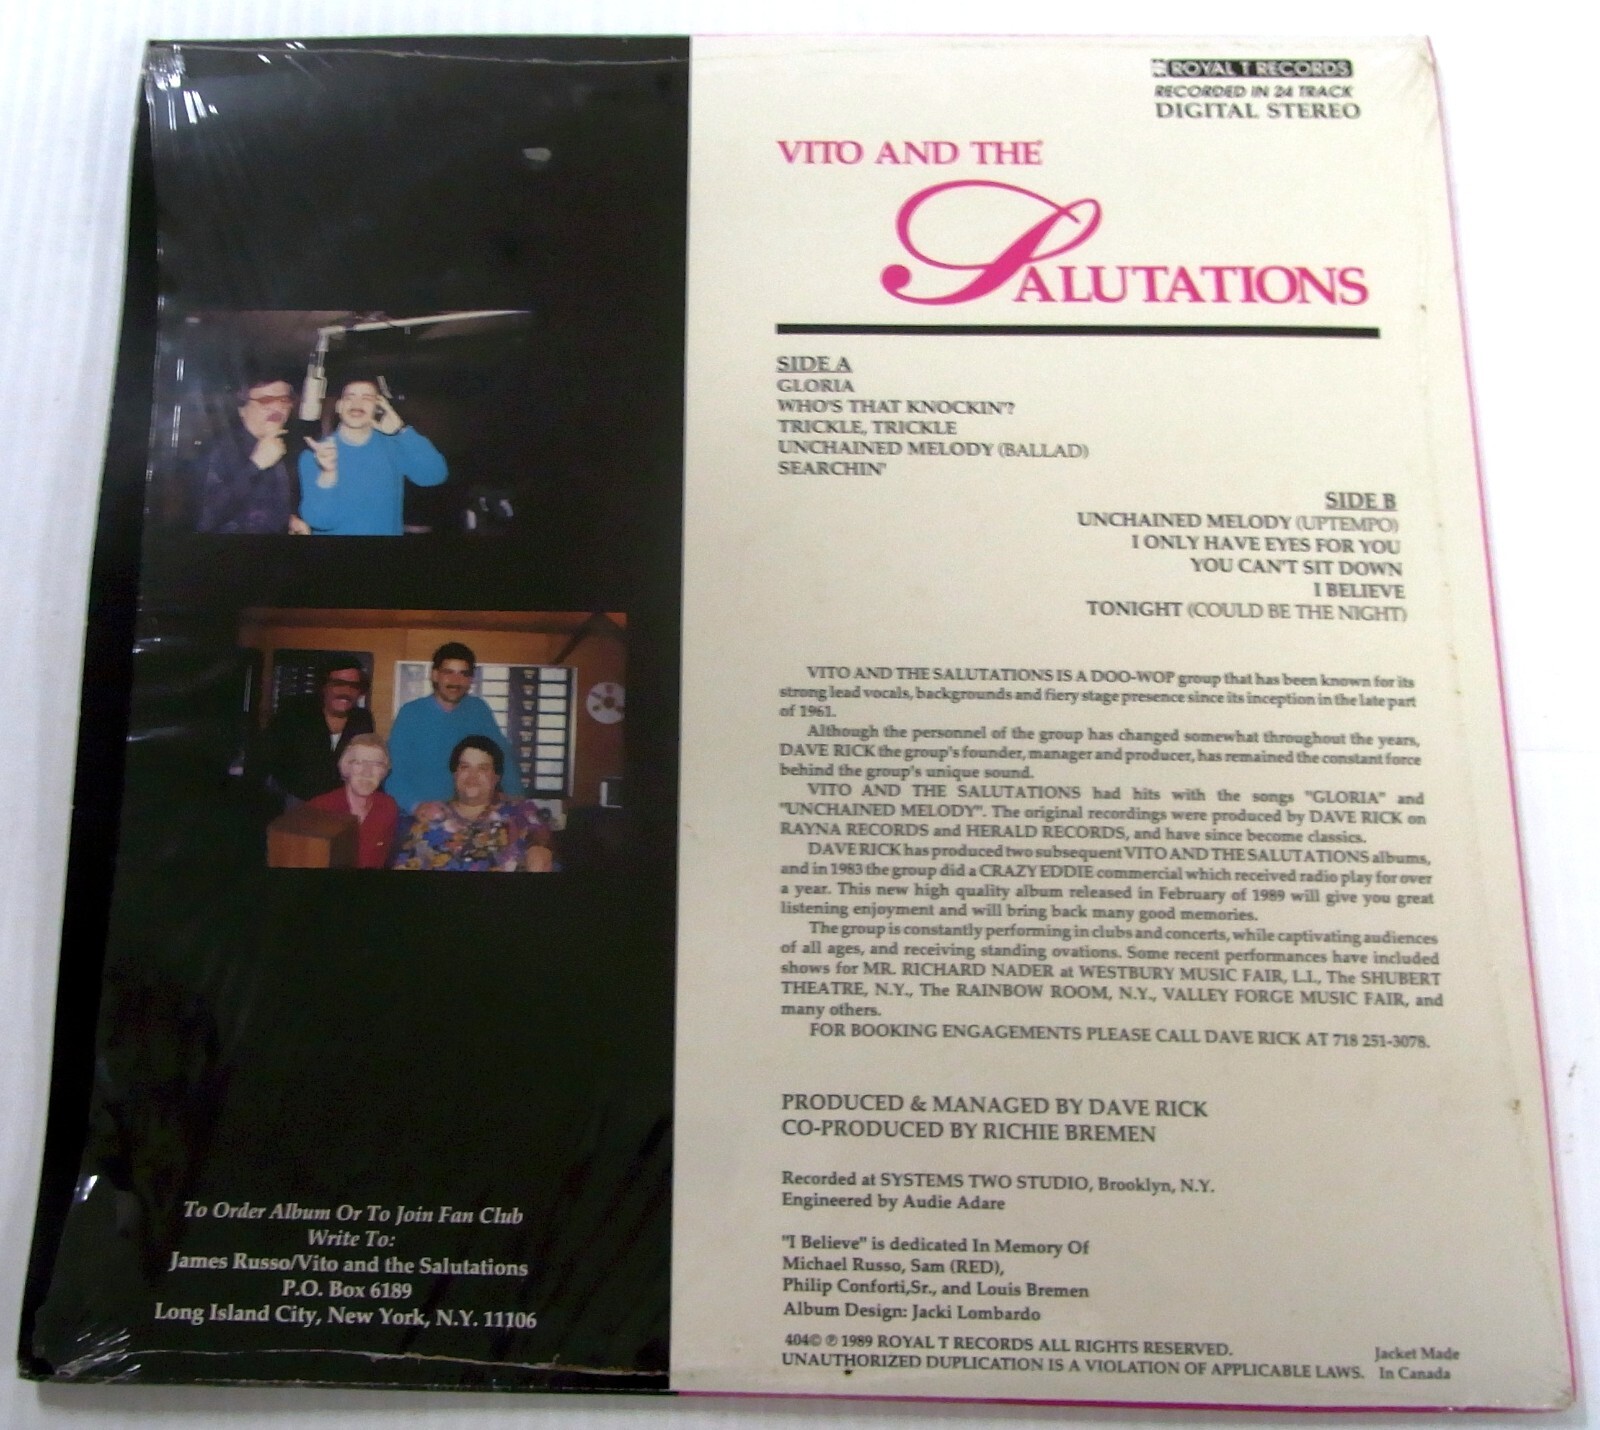 ROYAL T RECORDS
RECORDED IN 24 TRACK
DIGITAL STEREO
VITO AND THE
SALUTATIONS
SIDE A
GLORIA
WHO'S THAT KNOCKIN'?
TRICKLE, TRICKLE
UNCHAINED MELODY (BALLAD)
SEARCHIN'
SIDE B
UNCHAINED MELODY (UPTEMPO)
I ONLY HAVE EYES FOR YOU
YOU CAN'T SIT DOWN
I BELIEVE
TONIGHT (COULD BE THE NIGHT)
VITO AND THE SALUTATIONS IS A DOO-WOP group that has been known for its
strong lead vocals, backgrounds and fiery stage presence since its inception in the late part
of 1961.
Although the personnel of the group has changed somewhat throughout the years,
DAVE RICK the group's founder, manager and producer, has remained the constant force
behind the group's unique sound.
VITO AND THE SALUTATIONS had hits with the songs "GLORIA" and
"UNCHAINED MELODY". The original recordings were produced by DAVE RICK on
RAYNA RECORDS and HERALD RECORDS, and have since become classics.
DAVE RICK has produced two subsequent VITO AND THE SALUTATIONS albums,
and in 1983 the group did a CRAZY EDDIE commercial which received radio play for over
a year. This new high quality album released in February of 1989 will give you great
listening enjoyment and will bring back many good memories.
The group is constantly performing in clubs and concerts, while captivating audiences
of all ages, and receiving standing ovations. Some recent performances have included
shows for MR. RICHARD NADER at WESTBURY MUSIC FAIR, L.I., The SHUBERT
THEATRE, N.Y., The RAINBOW ROOM, N.Y., VALLEY FORGE MUSIC FAIR, and
many others.
FOR BOOKING ENGAGEMENTS PLEASE CALL DAVE RICK AT 718 251-3078.
PRODUCED & MANAGED BY DAVE RICK
CO-PRODUCED BY RICHIE BREMEN
Recorded at SYSTEMS TWO STUDIO, Brooklyn, N.Y.
Engineered by Audie Adare
"I Believe" is dedicated In Memory Of
Michael Russo, Sam (RED),
Philip Conforti,Sr., and Louis Bremen
Album Design: Jacki Lombardo
404© ℗ 1989 ROYAL T RECORDS ALL RIGHTS RESERVED.
UNAUTHORIZED DUPLICATION IS A VIOLATION OF APPLICABLE LAWS.
Jacket Made
In Canada
To Order Album Or To Join Fan Club
Write To:
James Russo/Vito and the Salutations
P.O. Box 6189
Long Island City, New York, N.Y. 11106